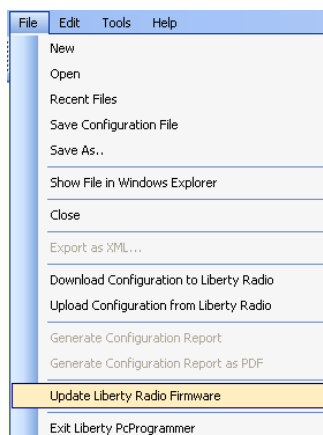 File Edit Tools Help
New
Open
Recent Files
Save Configuration File
Save As..
Show File in Windows Explorer
Close
Export as XML...
Download Configuration to Liberty Radio
Upload Configuration from Liberty Radio
Generate Configuration Report
Generate Configuration Report as PDF
Update Liberty Radio Firmware
Exit Liberty PcProgrammer